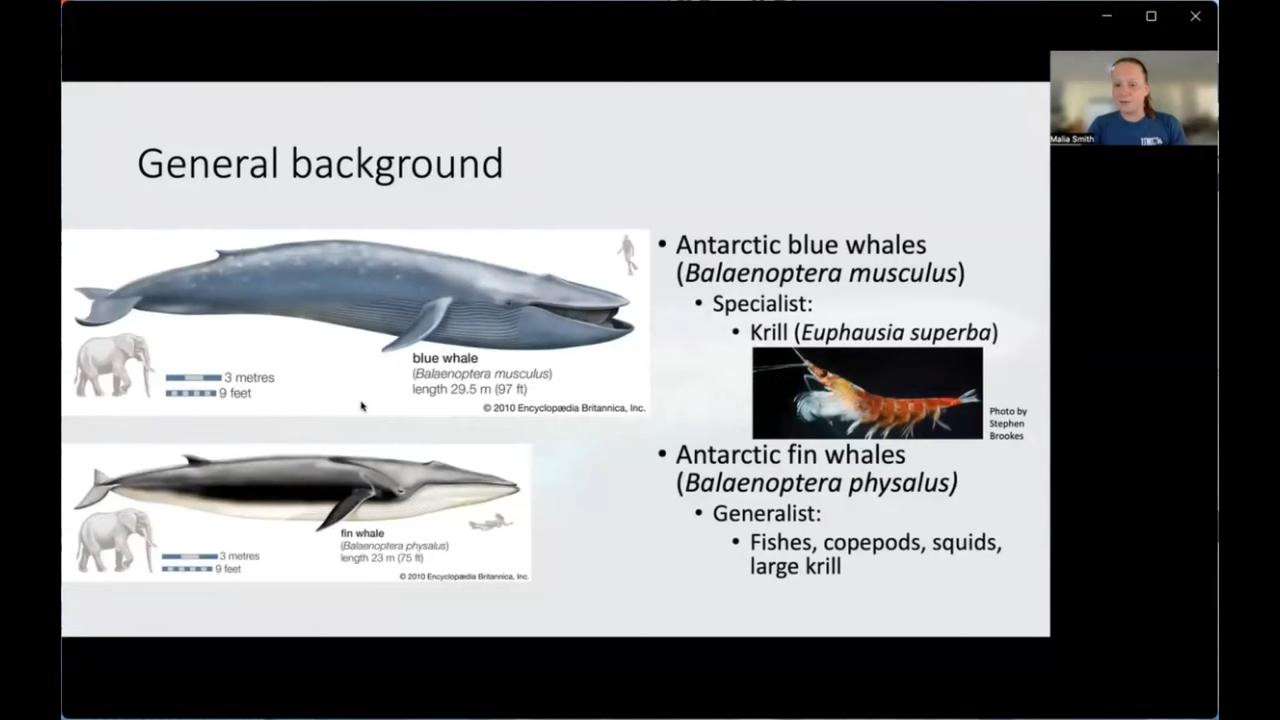 Malia Smith
General background
blue whale
(Balaenoptera musculus)
length 29.5 m (97 ft)
3 metres
9 feet
© 2010 Encyclopædia Britannica, Inc.
fin whale
(Balaenoptera physalus)
length 23 m (75 ft)
3 metres
9 feet
© 2010 Encyclopædia Britannica, Inc.
• Antarctic blue whales
(Balaenoptera musculus)
• Specialist:
• Krill (Euphausia superba)
Photo by
Stephen
Brookes
• Antarctic fin whales
(Balaenoptera physalus)
• Generalist:
• Fishes, copepods, squids,
large krill